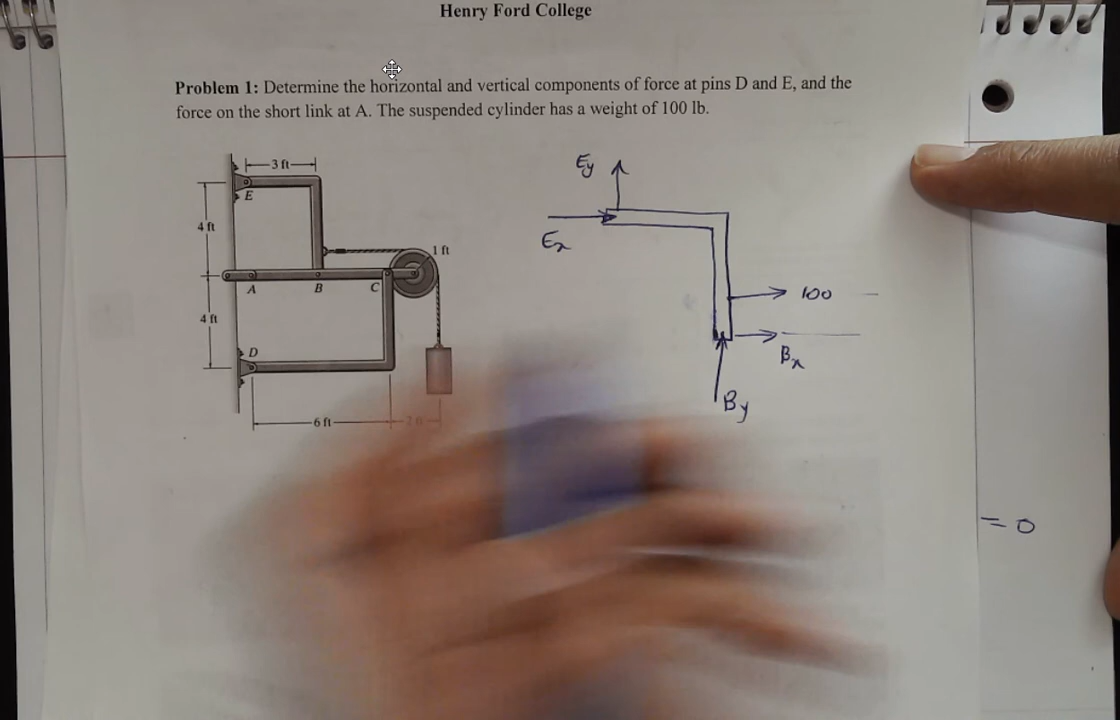 Henry Ford College
Problem 1: Determine the horizontal and vertical components of force at pins D and E, and the
force on the short link at A. The suspended cylinder has a weight of 100 lb.
3 ft
E
4 ft
1 ft
A
B
C
4 ft
D
6 ft
Ey
Ex
100
Bx
By
= 0